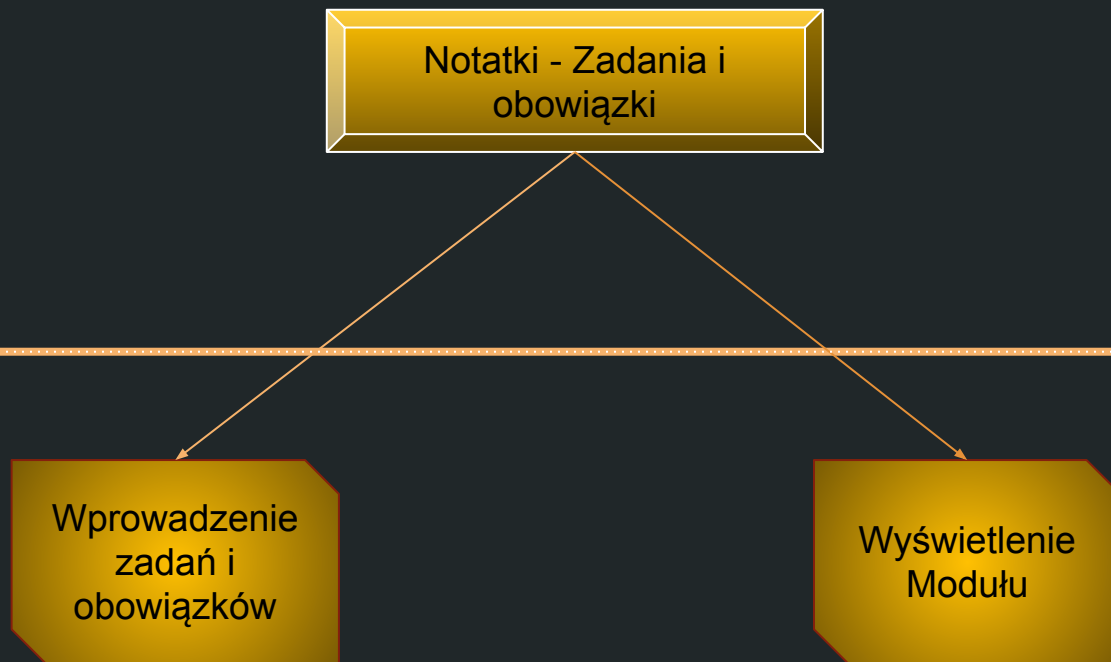 Notatki - Zadania i
obowiązki
Wprowadzenie
zadań i
obowiązków
Wyświetlenie
Modułu